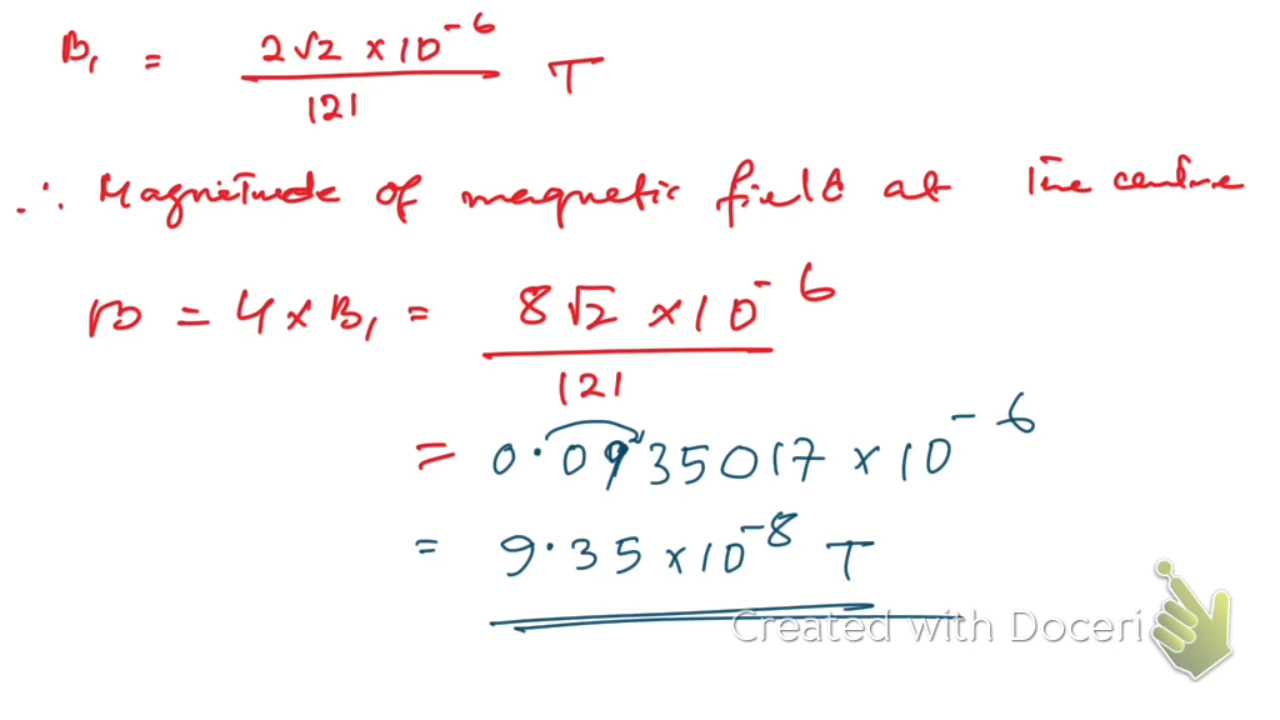 B₁ = 2√2 × 10⁻⁶ / 121 T
∴ Magnetude of magnetic field at the centre
B = 4 × B₁ = 8√2 × 10⁻⁶ / 121
= 0.0935017 × 10⁻⁶
= 9.35 × 10⁻⁸ T
Created with Doceri